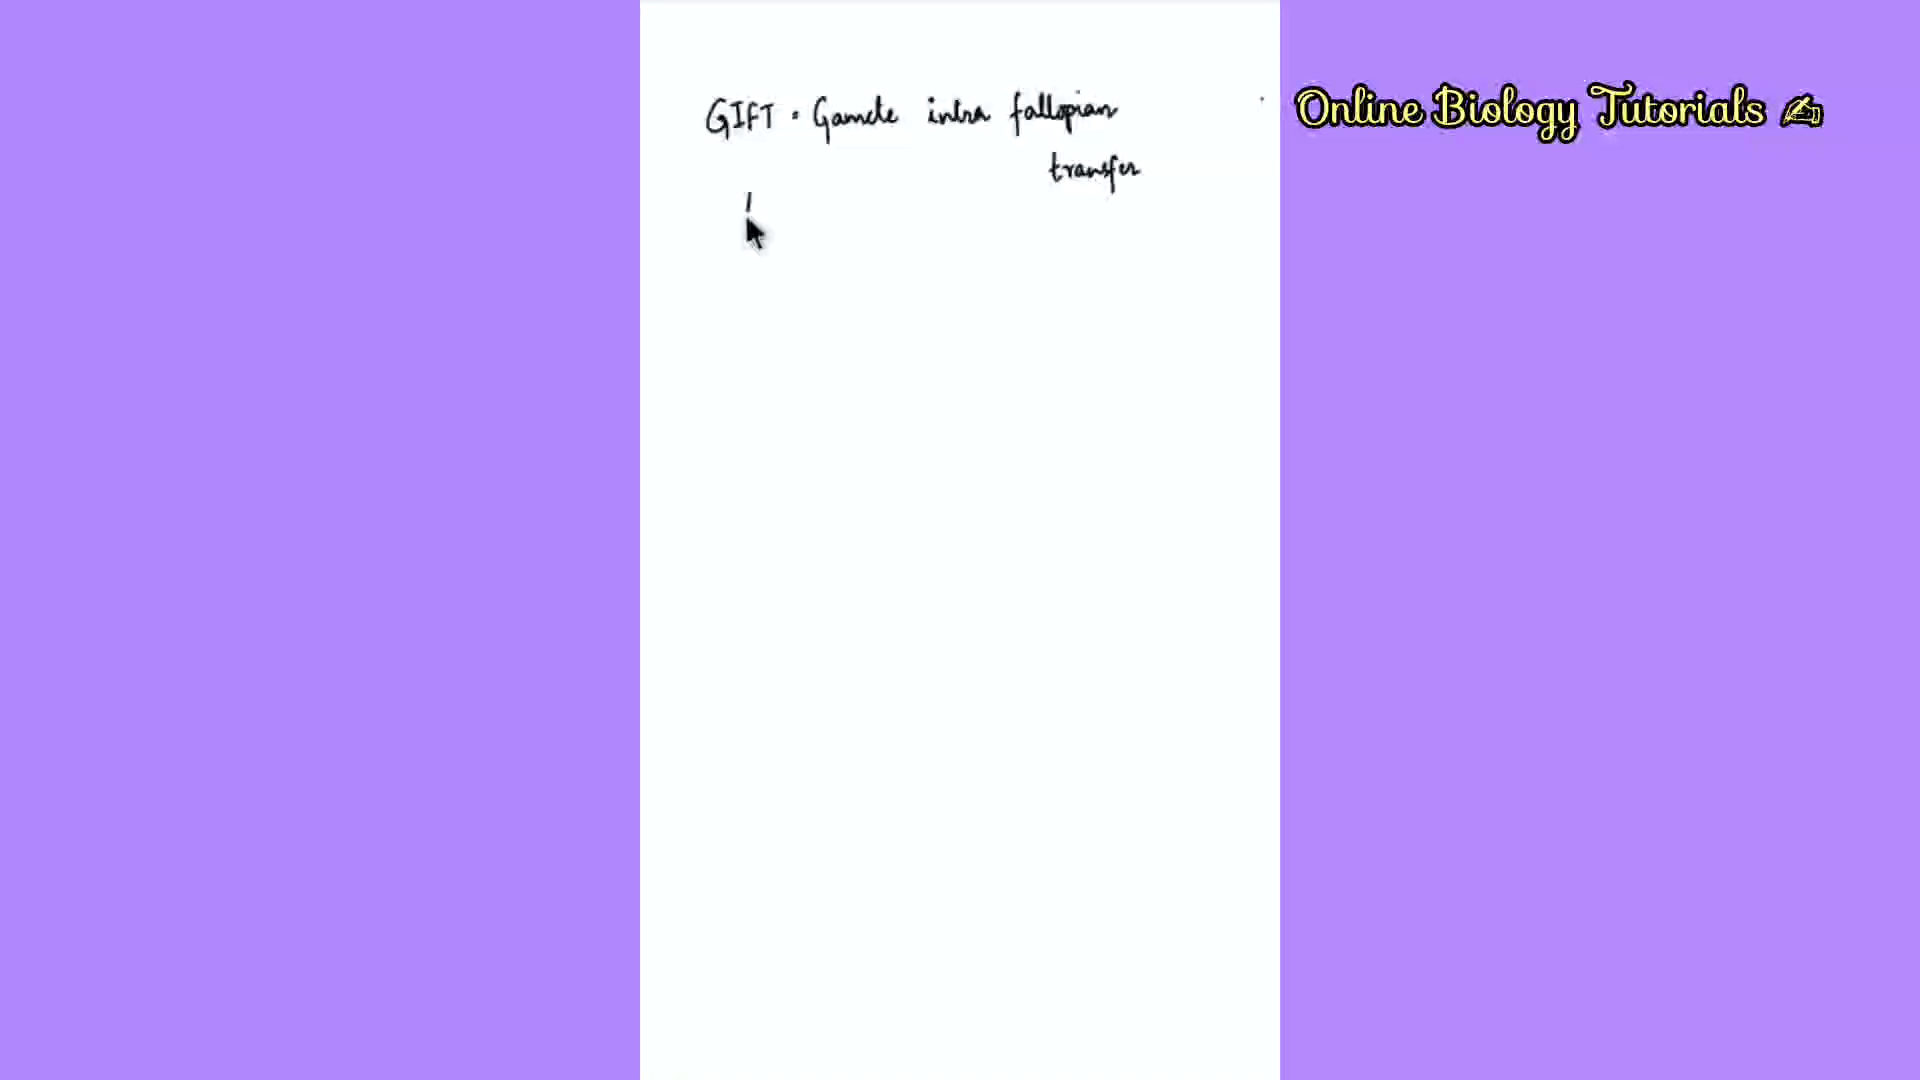 GIFT - Gamete intra fallopian
transfer
Online Biology Tutorials ✍